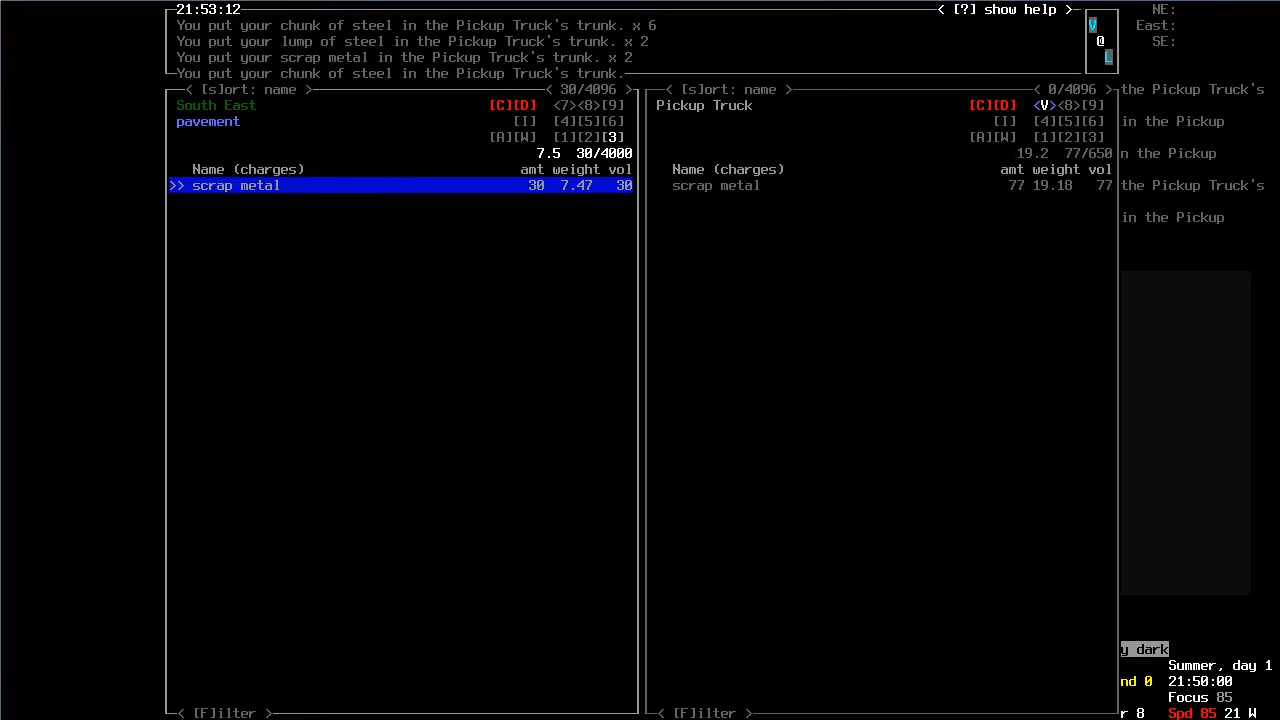 21:53:12 < [?] show help > NE:
You put your chunk of steel in the Pickup Truck's trunk. x 6 V East:
You put your lump of steel in the Pickup Truck's trunk. x 2 @ SE:
You put your scrap metal in the Pickup Truck's trunk. x 2 L
You put your chunk of steel in the Pickup Truck's trunk.
< [s]ort: name > < 30/4096 > < [s]ort: name > < 0/4096 > the Pickup Truck's
South East [C][D] <7><8>[9] Pickup Truck [C][D] <V><8>[9]
pavement [I] [4][5][6] [I] [4][5][6] in the Pickup
[A][W] [1][2][3] [A][W] [1][2][3]
7.5 30/4000 19.2 77/650 n the Pickup
Name (charges) amt weight vol Name (charges) amt weight vol
>> scrap metal 30 7.47 30 scrap metal 77 19.18 77 the Pickup Truck's
in the Pickup
y dark
Summer, day 1
nd 0 21:50:00
Focus 85
< [F]ilter > < [F]ilter > r 8 Spd 85 21 W